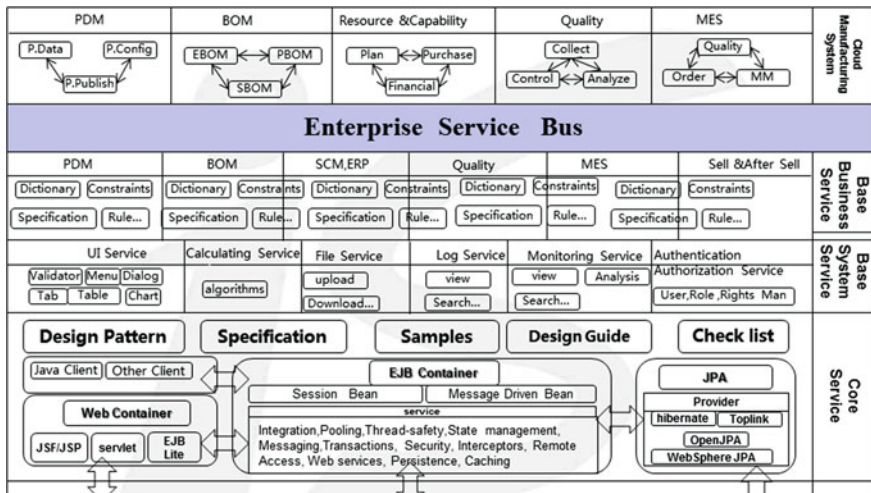 PDM BOM Resource &Capability Quality MES
P.Data P.Config EBOM PBOM Plan Purchase Collect Quality
P.Publish SBOM Financial Control Analyze Order MM
Cloud
Manufacturing
System
Enterprise Service Bus
PDM BOM SCM,ERP Quality MES Sell &After Sell
Dictionary Constraints Dictionary Constraints Dictionary Constraints Dictionary Constraints Dictionary Constraints
Specification Rule... Specification Rule... Specification Rule... Specification Rule... Specification Rule...
Base
Business
Service
UI Service Calculating Service File Service Log Service Monitoring Service Authentication
Authorization Service
Validator Menu Dialog algorithms upload view view Analysis
Tab Table Chart Download... Search... Search... User,Role,Rights Man
Base
System
Service
Design Pattern Specification Samples Design Guide Check list
Java Client Other Client
Web Container
JSF/JSP servlet EJB
Lite
EJB Container
Session Bean Message Driven Bean
service
Integration,Pooling,Thread-safety,State management,
Messaging,Transactions, Security, Interceptors, Remote
Access, Web services, Persistence, Caching
JPA
Provider
hibernate Toplink
OpenJPA
WebSphere JPA
Core
Service